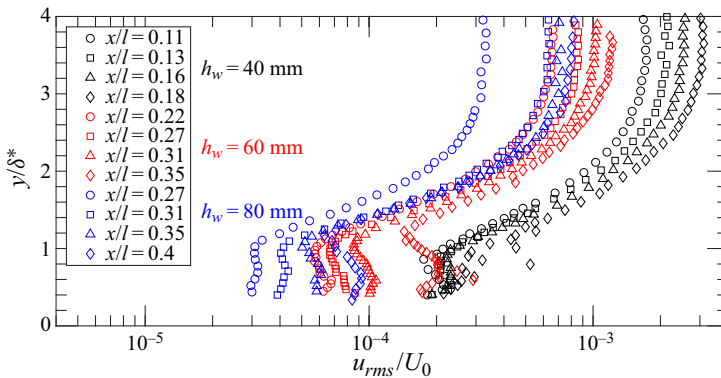 4
3
2
1
0
y/δ*
x/l = 0.11
x/l = 0.13
x/l = 0.16
x/l = 0.18
x/l = 0.22
x/l = 0.27
x/l = 0.31
x/l = 0.35
x/l = 0.27
x/l = 0.31
x/l = 0.35
x/l = 0.4
h_w = 40 mm
h_w = 60 mm
h_w = 80 mm
10⁻⁵
10⁻⁴
10⁻³
u_rms/U₀